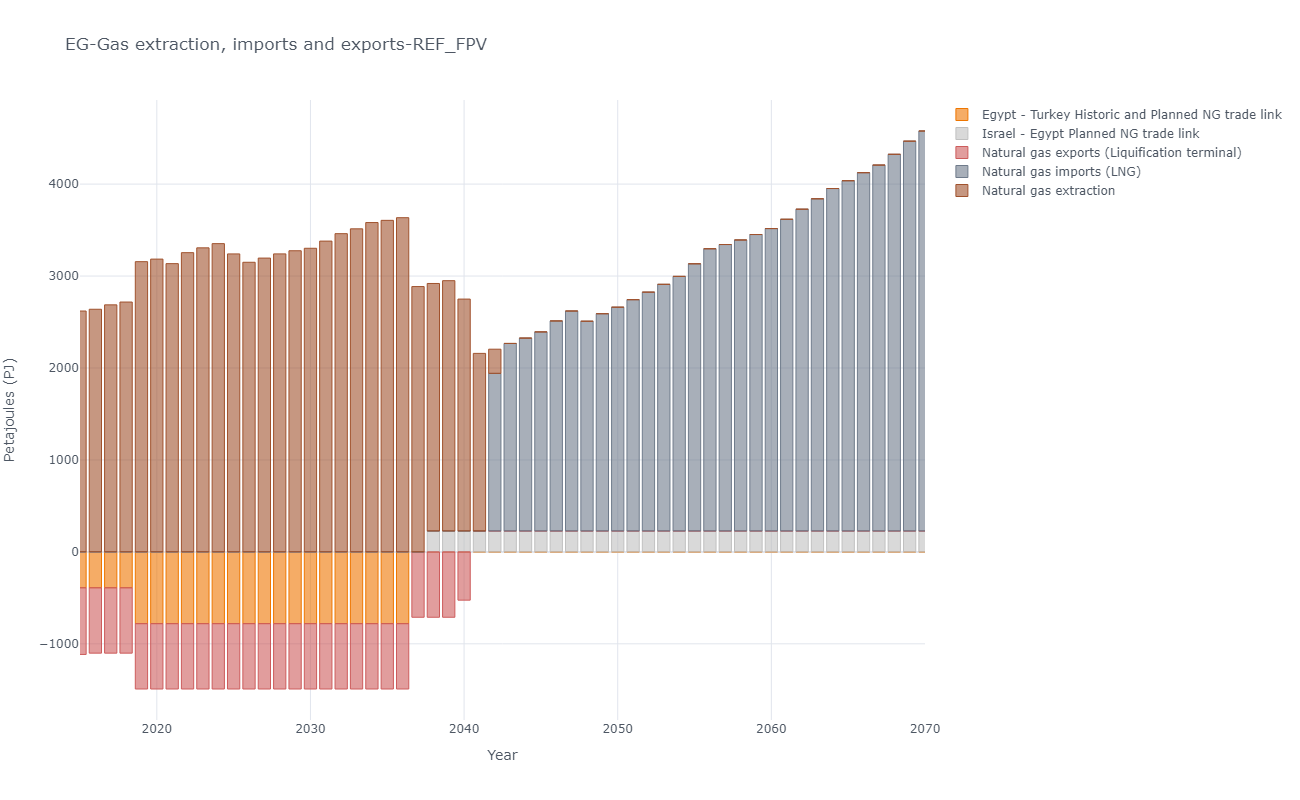 EG-Gas extraction, imports and exports-REF_FPV
Egypt - Turkey Historic and Planned NG trade link
Israel - Egypt Planned NG trade link
Natural gas exports (Liquification terminal)
Natural gas imports (LNG)
Natural gas extraction
Petajoules (PJ)
4000
3000
2000
1000
0
−1000
2020
2030
2040
2050
2060
2070
Year